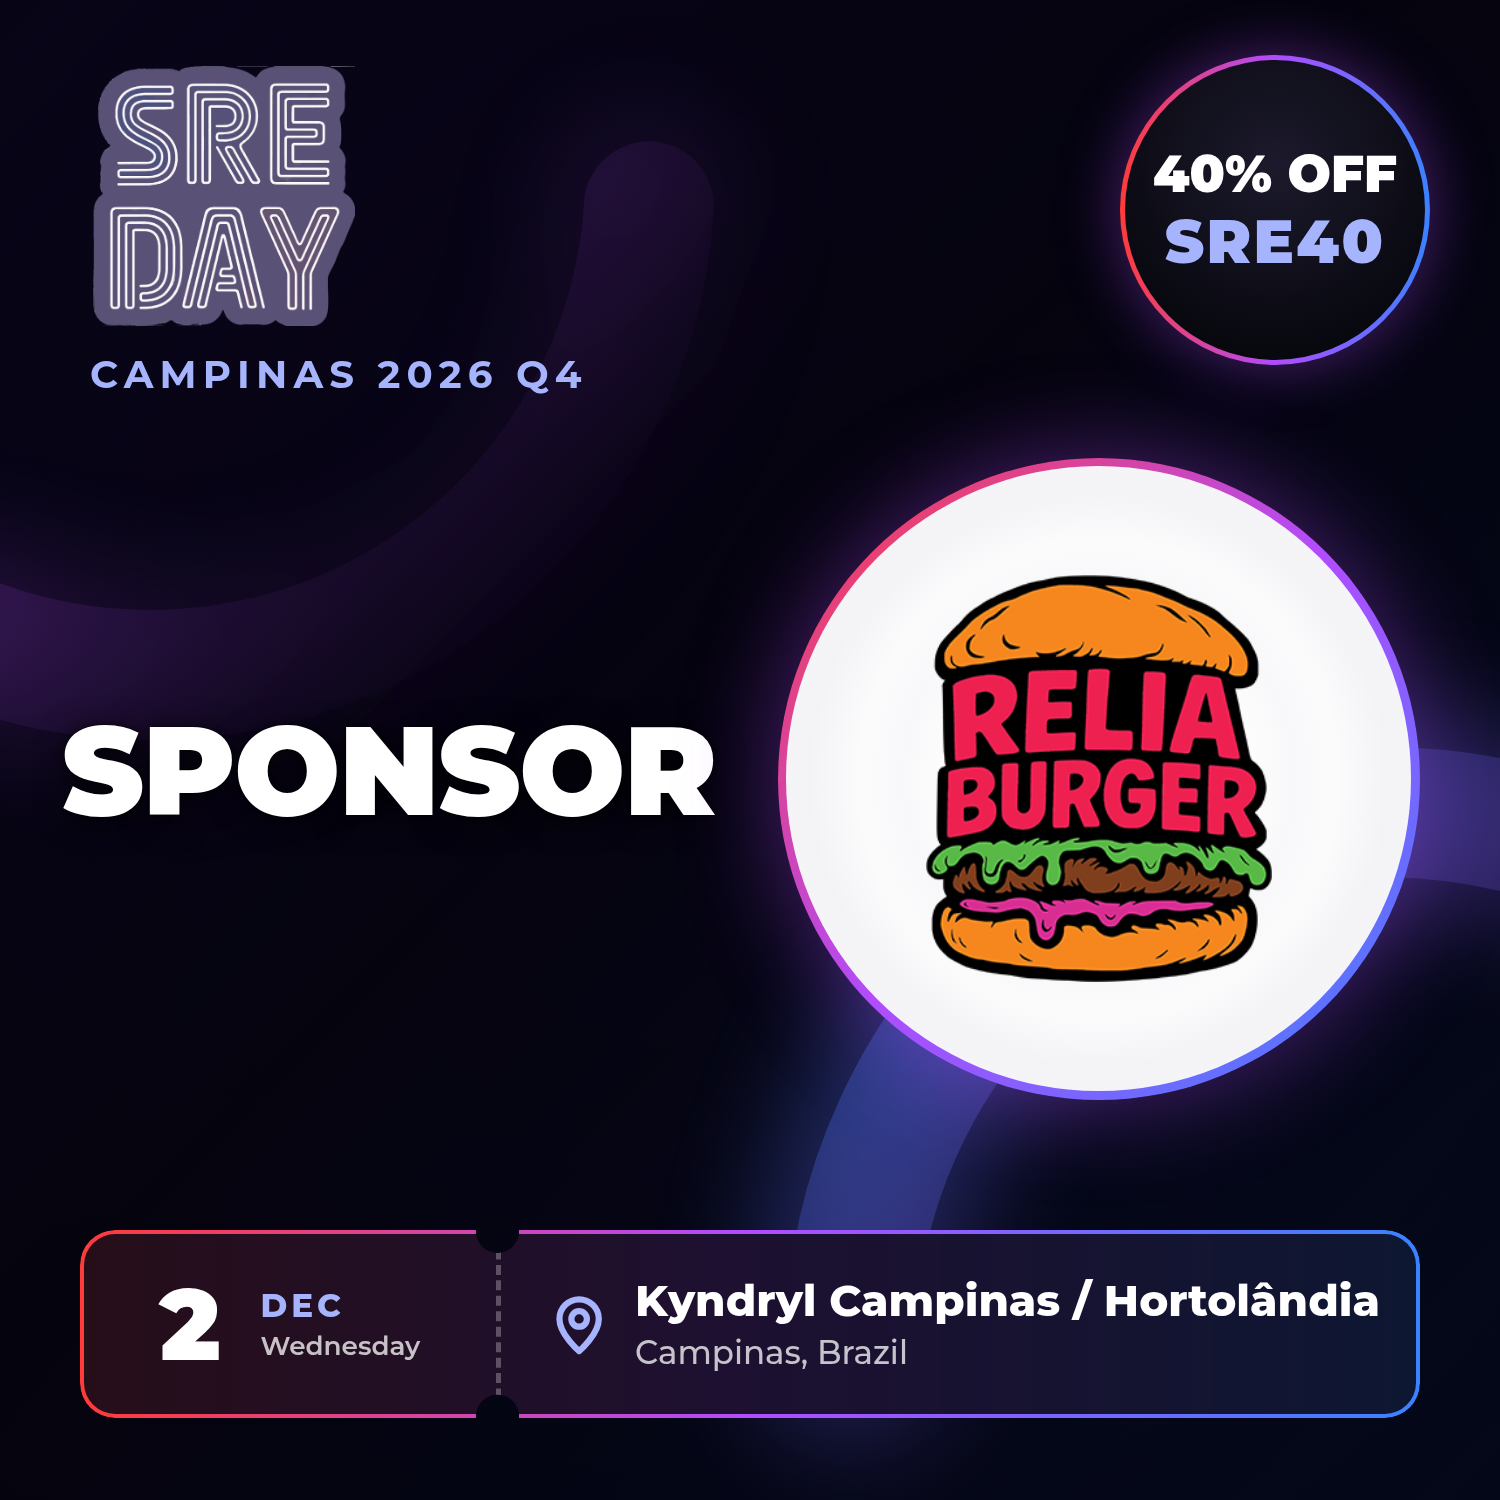 SRE
DAY
CAMPINAS 2026 Q4
40% OFF
SRE40
SPONSOR
RELIA
BURGER
2
DEC
Wednesday
Kyndryl Campinas / Hortolândia
Campinas, Brazil